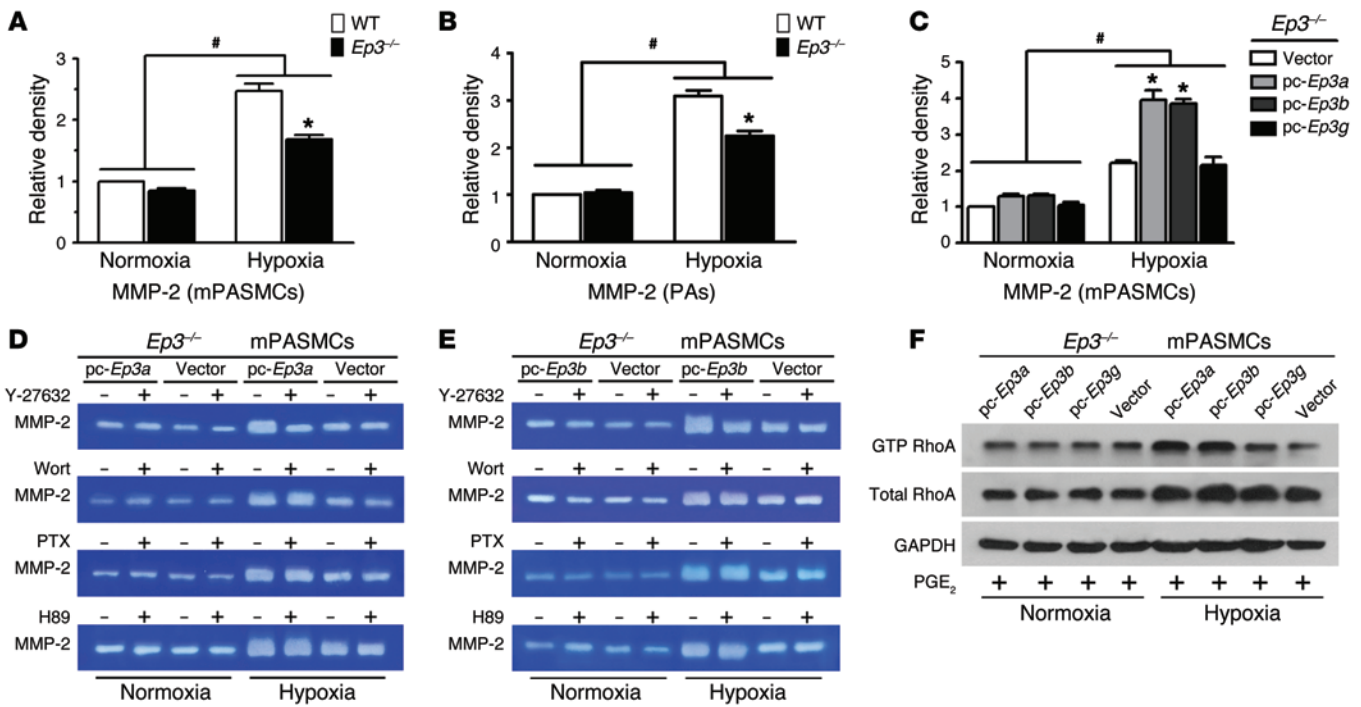 A
WT
Ep3–/–
#
Relative density
3
2
1
0
*
Normoxia Hypoxia
MMP-2 (mPASMCs)
B
WT
Ep3–/–
#
Relative density
4
3
2
1
0
*
Normoxia Hypoxia
MMP-2 (PAs)
C
Ep3–/–
Vector
pc-Ep3a
pc-Ep3b
pc-Ep3g
#
Relative density
5
4
2
2
1
0
* *
Normoxia Hypoxia
MMP-2 (mPASMCs)
D
Ep3–/– mPASMCs
pc-Ep3a Vector pc-Ep3a Vector
Y-27632 – + – + – + – +
MMP-2
Wort – + – + – + – +
MMP-2
PTX – + – + – + – +
MMP-2
H89 – + – + – + – +
MMP-2
Normoxia Hypoxia
E
Ep3–/– mPASMCs
pc-Ep3b Vector pc-Ep3b Vector
Y-27632 – + – + – + – +
MMP-2
Wort – + – + – + – +
MMP-2
PTX – + – + – + – +
MMP-2
H89 – + – + – + – +
MMP-2
Normoxia Hypoxia
F
Ep3–/– mPASMCs
pc-Ep3a pc-Ep3b pc-Ep3g Vector pc-Ep3a pc-Ep3b pc-Ep3g Vector
GTP RhoA
Total RhoA
GAPDH
PGE2 + + + + + + + +
Normoxia Hypoxia